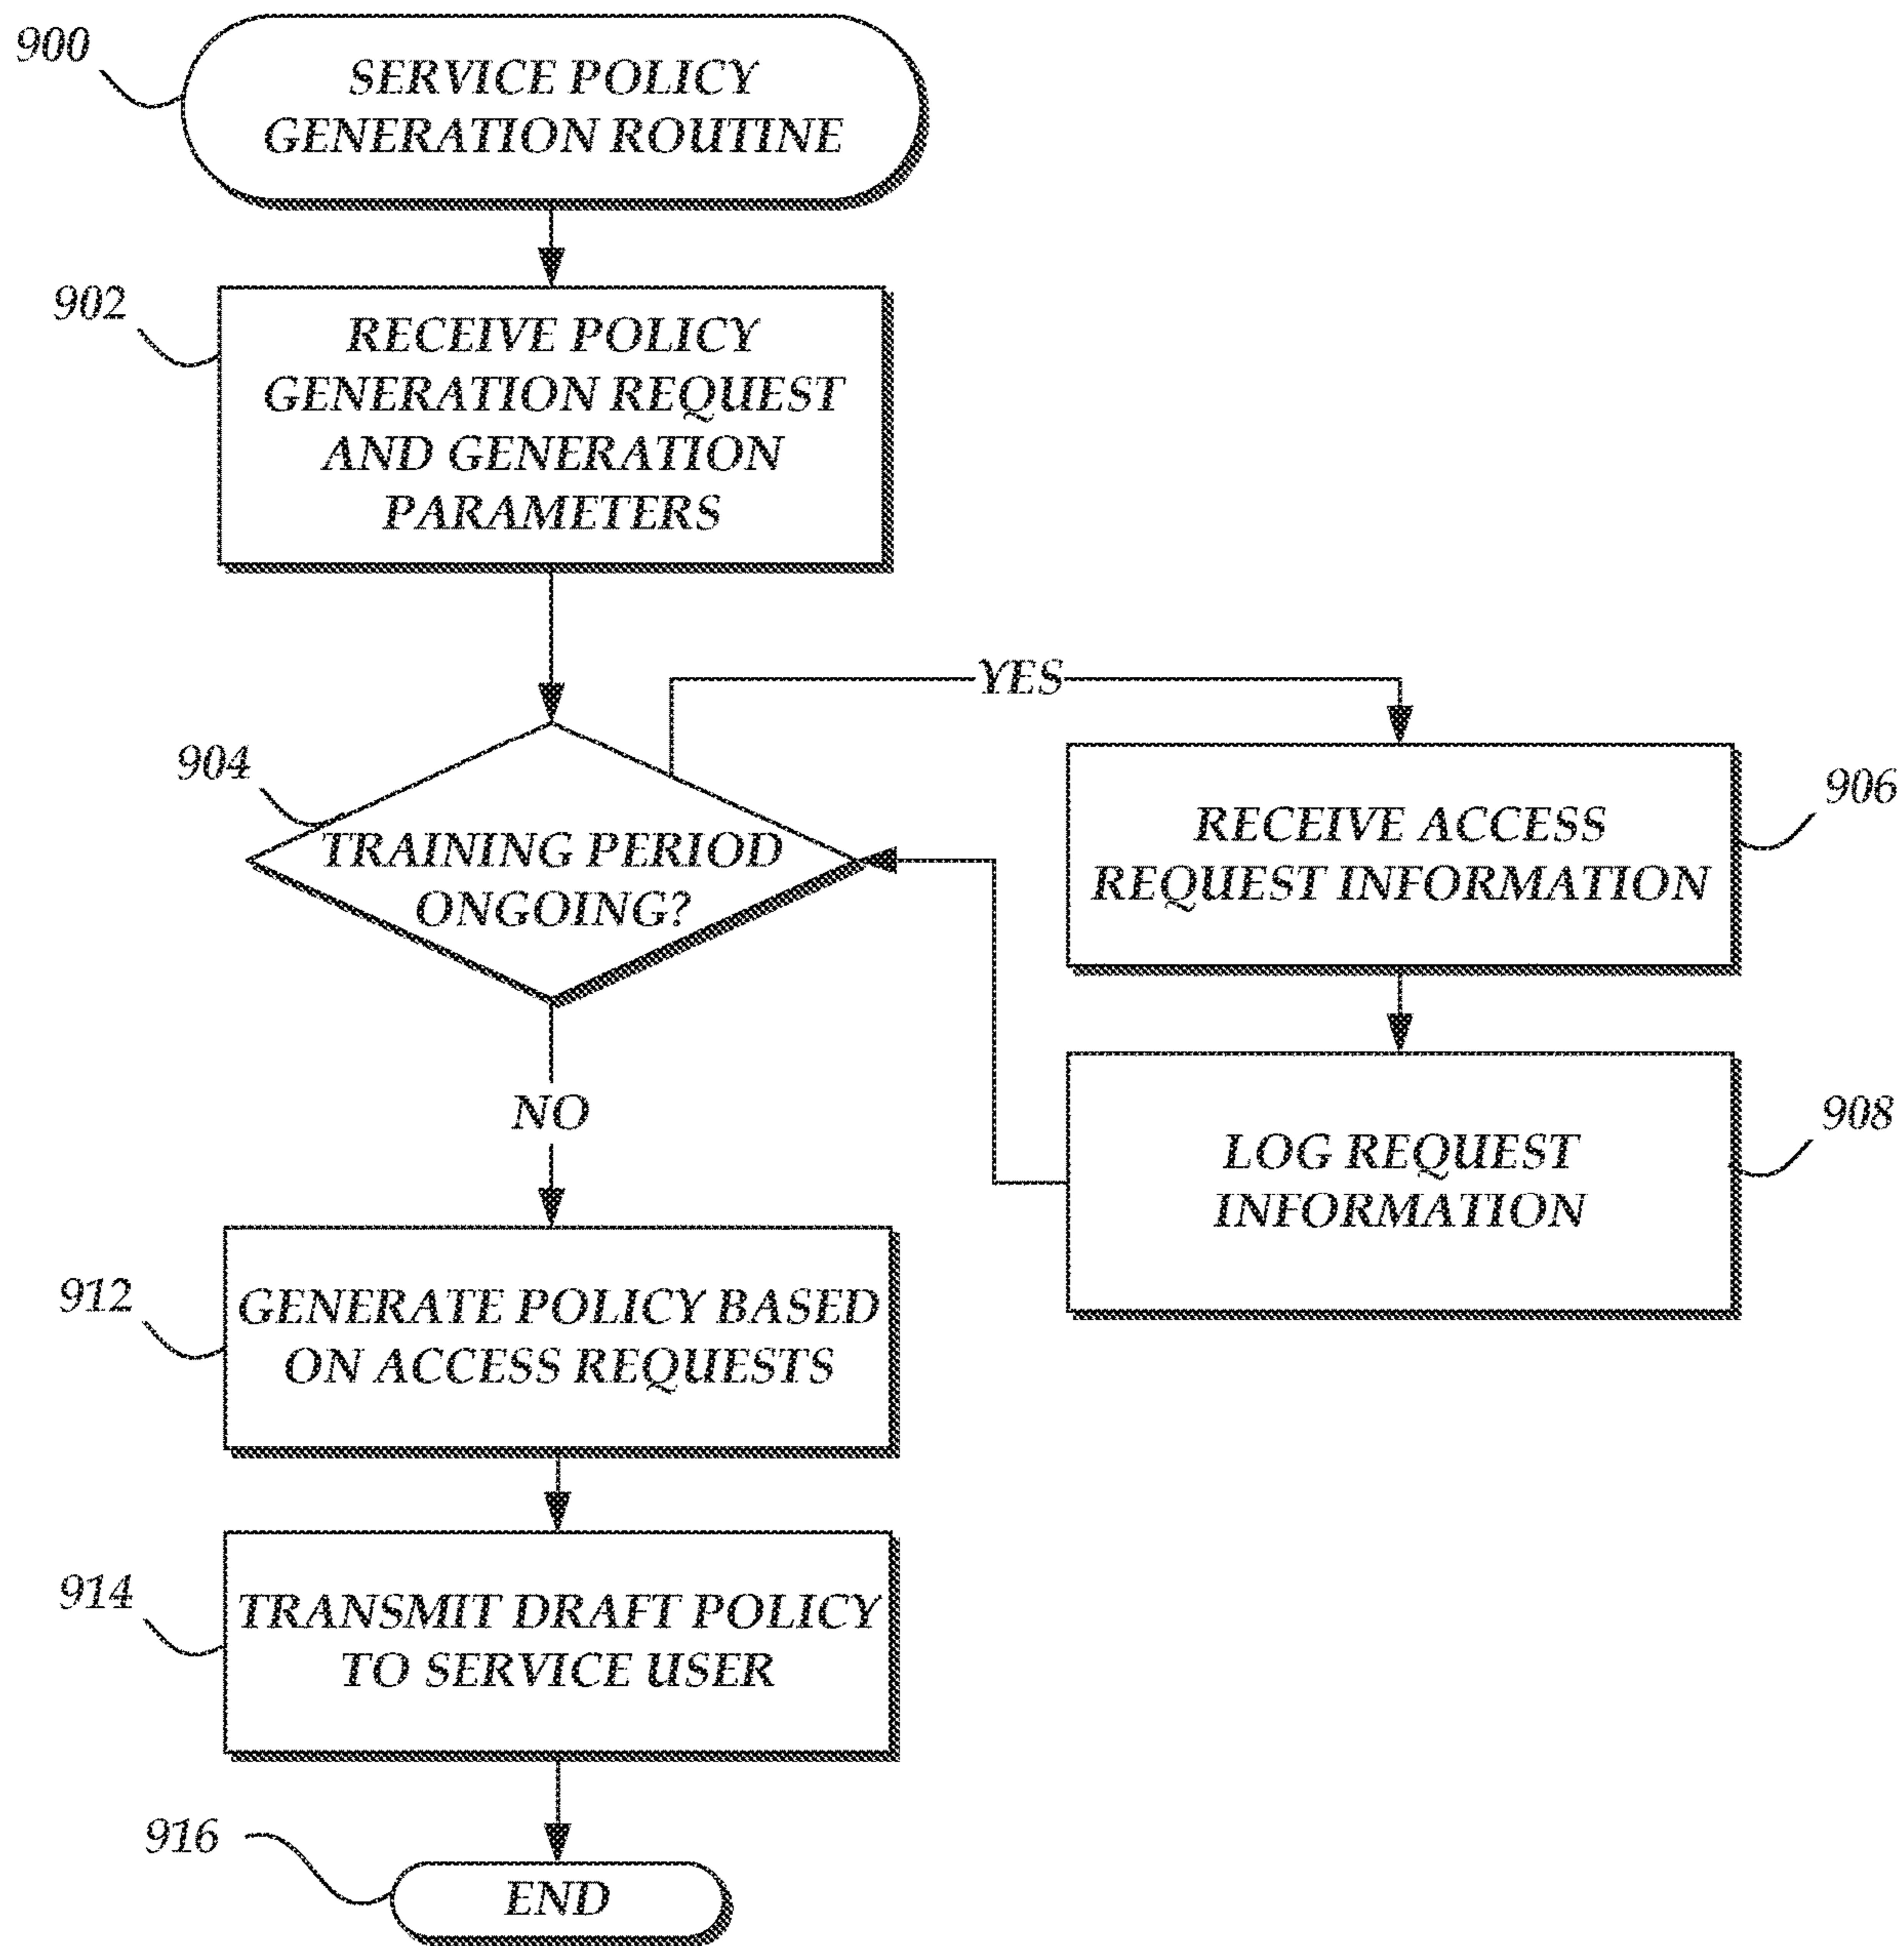 900
SERVICE POLICY
GENERATION ROUTINE
902
RECEIVE POLICY
GENERATION REQUEST
AND GENERATION
PARAMETERS
YES
904
TRAINING PERIOD
ONGOING?
906
RECEIVE ACCESS
REQUEST INFORMATION
NO
908
LOG REQUEST
INFORMATION
912
GENERATE POLICY BASED
ON ACCESS REQUESTS
914
TRANSMIT DRAFT POLICY
TO SERVICE USER
916
END